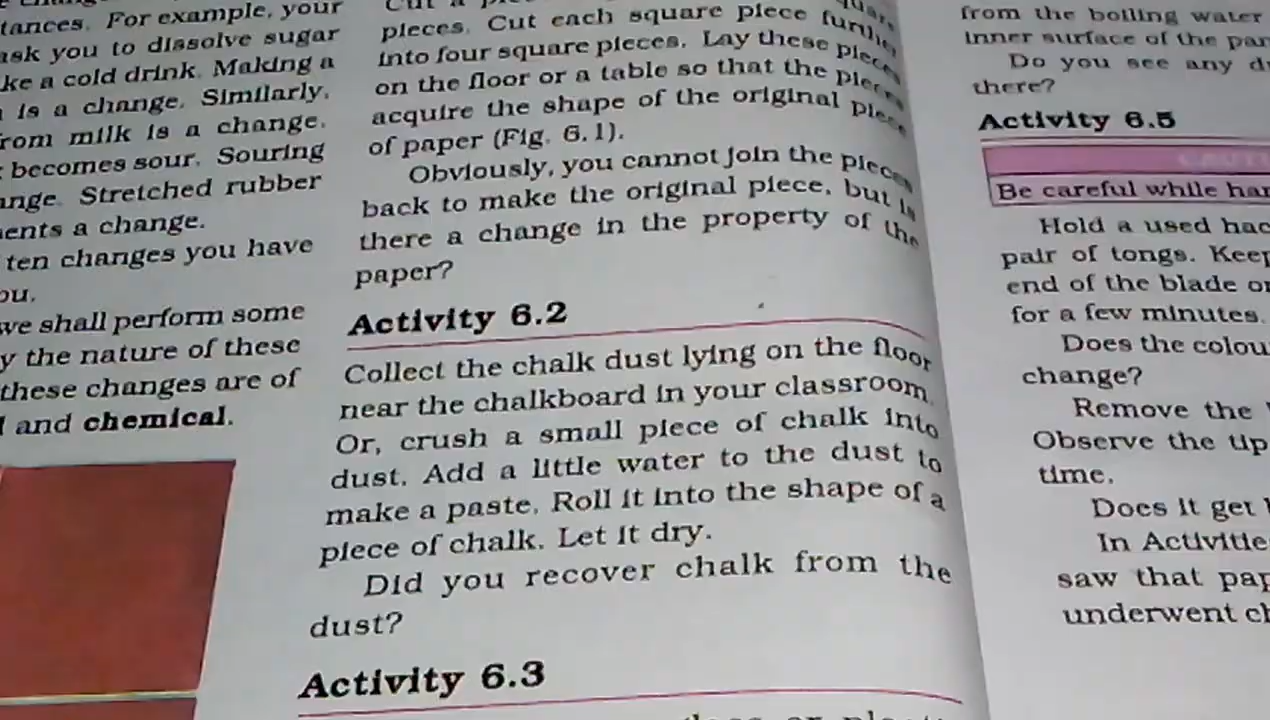 tances. For example, your
ask you to dissolve sugar
ke a cold drink. Making a
is a change. Similarly,
rom milk is a change.
becomes sour. Souring
ange. Stretched rubber
ents a change.
ten changes you have
ou.
we shall perform some
y the nature of these
these changes are of
and chemical.
pieces. Cut each square piece further
into four square pieces. Lay these pieces
on the floor or a table so that the pieces
acquire the shape of the original piece
of paper (Fig. 6.1).
Obviously, you cannot join the pieces
back to make the original piece, but is
there a change in the property of the
paper?
Activity 6.2
Collect the chalk dust lying on the floor
near the chalkboard in your classroom.
Or, crush a small piece of chalk into
dust. Add a little water to the dust to
make a paste. Roll it into the shape of a
piece of chalk. Let it dry.
Did you recover chalk from the
dust?
Activity 6.3
from the boiling water
inner surface of the pan
Do you see any
there?
Activity 6.5
Be careful while han
Hold a used hac
pair of tongs. Keep
end of the blade on
for a few minutes.
Does the colou
change?
Remove the
Observe the tip
time.
Does it get
In Activitie
saw that pap
underwent ch